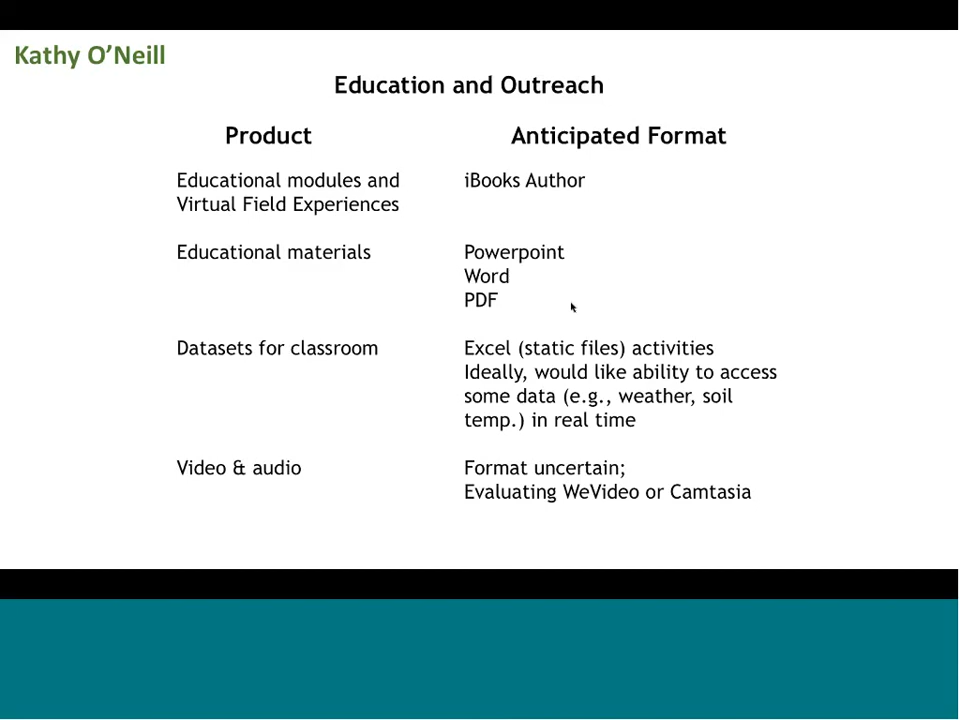 Kathy O'Neill
Education and Outreach
Product
Anticipated Format
Educational modules and
Virtual Field Experiences
iBooks Author
Educational materials
Powerpoint
Word
PDF
Datasets for classroom
Excel (static files) activities
Ideally, would like ability to access
some data (e.g., weather, soil
temp.) in real time
Video & audio
Format uncertain;
Evaluating WeVideo or Camtasia